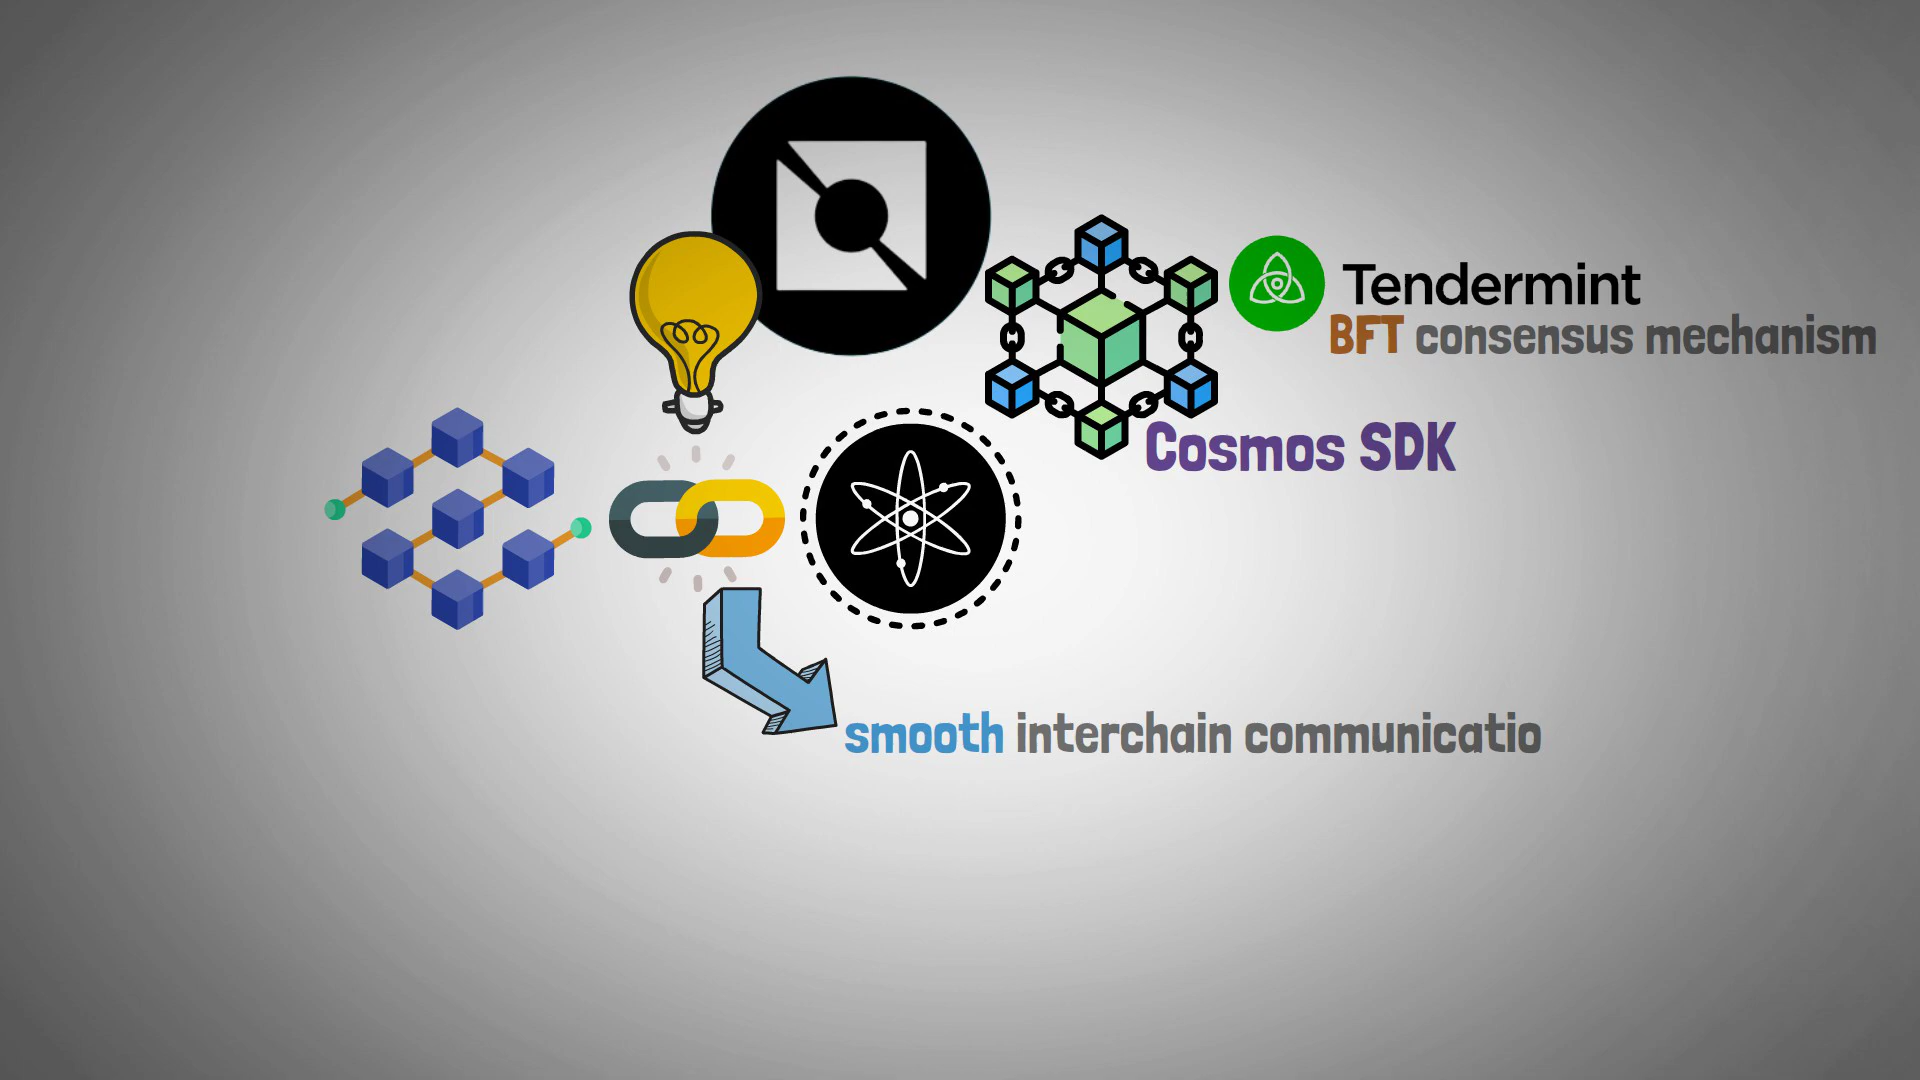 Tendermint
BFT consensus mechanism
Cosmos SDK
smooth interchain communicatio